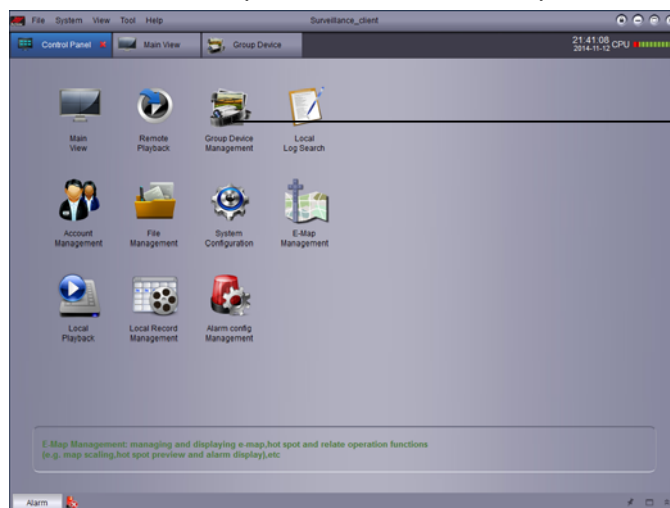 File System View Tool Help Surveillance_client
Control Panel Main View Group Device 21:41:08 CPU
2014-11-12
Main View
Remote Playback
Group Device Management
Local Log Search
Account Management
File Management
System Configuration
E-Map Management
Local Playback
Local Record Management
Alarm config Management
E-Map Management: managing and displaying e-map,hot spot and relate operation functions
(e.g. map scaling,hot spot preview and alarm display),etc
Alarm